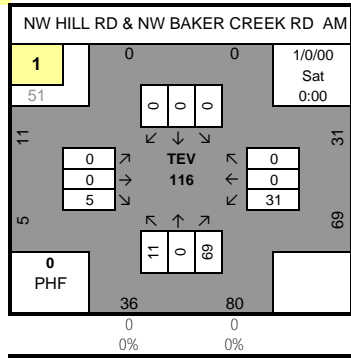 NW HILL RD & NW BAKER CREEK RD AM
1 0 0 1/0/00
51 Sat
0:00
0 0 0
↙ ↓ ↘
11 31
0 ↗ TEV ↖ 0
0 → 116 ← 0
5 ↘ ↙ 31
5 69
↖ ↑ ↗
11 0 69
0
PHF
36 80
0 0
0% 0%